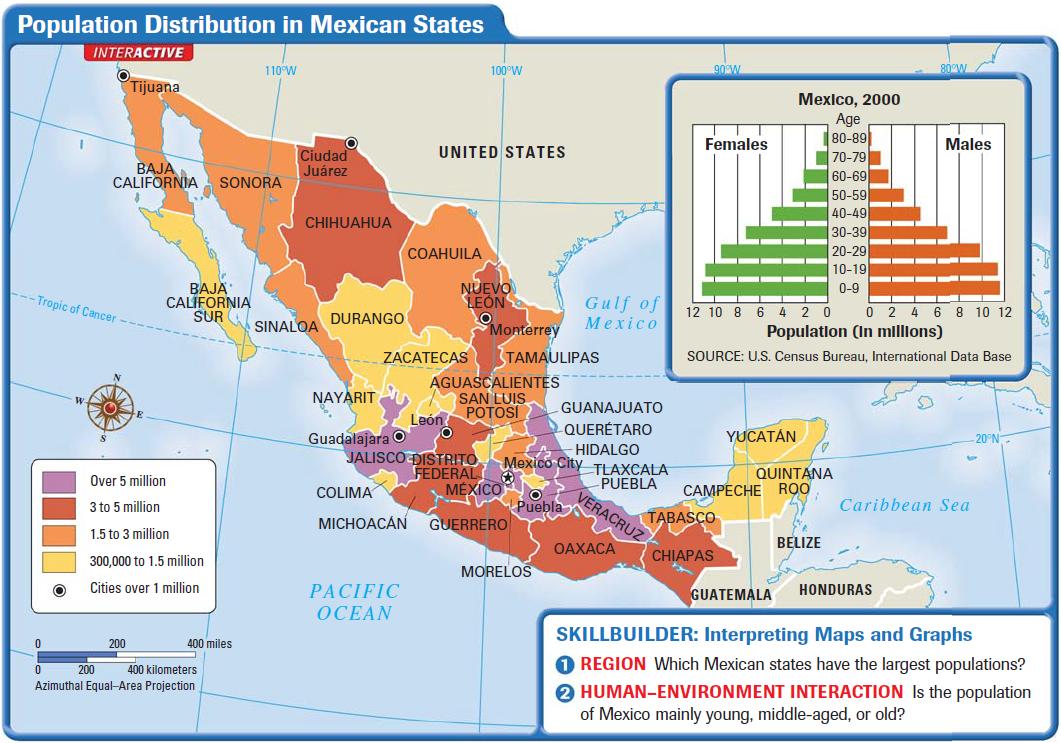 Population Distribution in Mexican States
INTERACTIVE
110°W
100°W
90°W
80°W
Tijuana
Ciudad
Juárez
UNITED STATES
BAJA
CALIFORNIA
SONORA
CHIHUAHUA
COAHUILA
BAJA
CALIFORNIA
SUR
NUEVO
LEÓN
Gulf of
Mexico
Tropic of Cancer
SINALOA
DURANGO
Monterrey
ZACATECAS
TAMAULIPAS
AGUASCALIENTES
NAYARIT
SAN LUIS
POTOSÍ
GUANAJUATO
León
QUERÉTARO
YUCATÁN
20°N
Guadalajara
HIDALGO
JALISCO
DISTRITO
FEDERAL
Mexico City
TLAXCALA
QUINTANA
ROO
PUEBLA
COLIMA
MÉXICO
CAMPECHE
Puebla
VERACRUZ
Caribbean Sea
MICHOACÁN
GUERRERO
TABASCO
BELIZE
OAXACA
CHIAPAS
MORELOS
GUATEMALA
HONDURAS
PACIFIC
OCEAN
N
W
E
S
Over 5 million
3 to 5 million
1.5 to 3 million
300,000 to 1.5 million
Cities over 1 million
0 200 400 miles
0 200 400 kilometers
Azimuthal Equal–Area Projection
Mexico, 2000
Age
Females
Males
80-89
70-79
60-69
50-59
40-49
30-39
20-29
10-19
0-9
12 10 8 6 4 2 0 0 2 4 6 8 10 12
Population (in millions)
SOURCE: U.S. Census Bureau, International Data Base
SKILLBUILDER: Interpreting Maps and Graphs
1 REGION Which Mexican states have the largest populations?
2 HUMAN–ENVIRONMENT INTERACTION Is the population
of Mexico mainly young, middle-aged, or old?